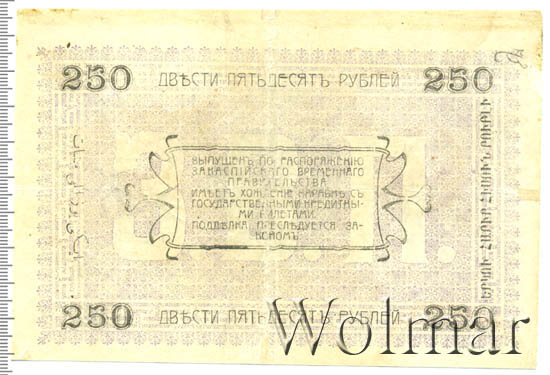 250 ДВѢСТИ ПЯТЬДЕСЯТЪ РУБЛЕЙ 250
ВЫПУЩЕНЪ ПО РАСПОРЯЖЕНІЮ
ЗАКАСПІЙСКАГО ВРЕМЕННАГО
ПРАВИТЕЛЬСТВА.
ИМѢЕТЪ ХОЖДЕНІЕ НАРАВНѢ СЪ
ГОСУДАРСТВЕННЫМИ КРЕДИТНЫ-
МИ БИЛЕТАМИ.
ПОДДѢЛКА ПРЕСЛѢДУЕТСЯ ЗА-
КОНОМЪ.
250 ДВѢСТИ ПЯТЬДЕСЯТЪ РУБЛЕЙ 250
Wolmar